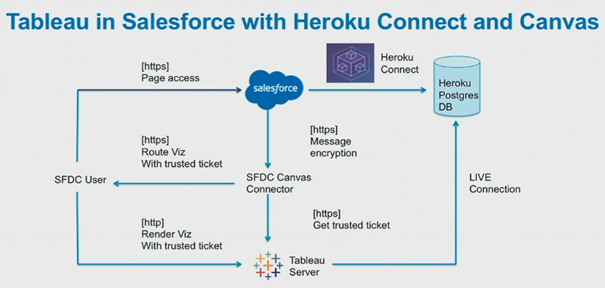 Tableau in Salesforce with Heroku Connect and Canvas
[https]
Page access
salesforce
Heroku
Connect
Heroku
Postgres
DB
[https]
Route Viz
With trusted ticket
[https]
Message
encryption
SFDC User
SFDC Canvas
Connector
LIVE
Connection
[http]
Render Viz
With trusted ticket
[https]
Get trusted ticket
Tableau
Server